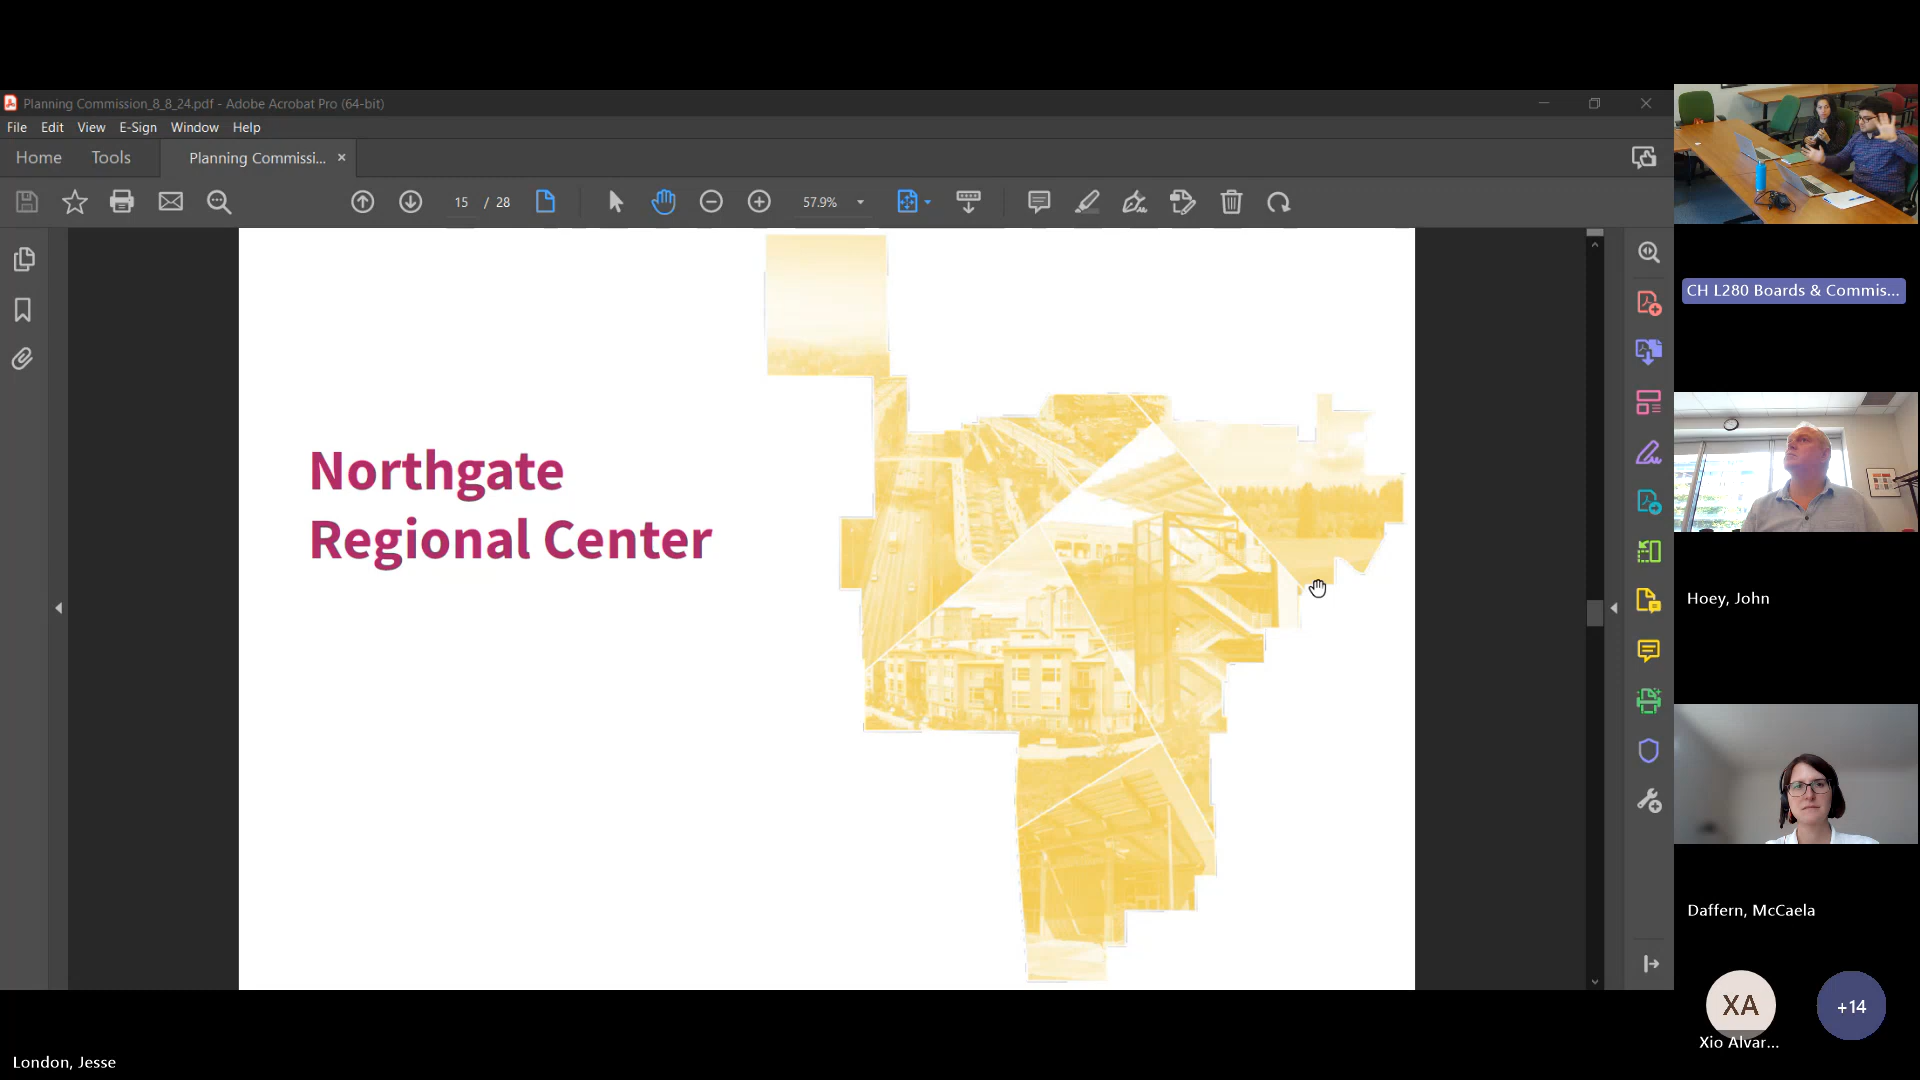 Planning Commission_8_8_24.pdf - Adobe Acrobat Pro (64-bit)
File Edit View E-Sign Window Help
Home Tools Planning Commissi... ×
15 / 28 57.9%
Northgate
Regional Center
CH L280 Boards & Commis...
Hoey, John
Daffern, McCaela
XA +14
Xio Alvar...
London, Jesse